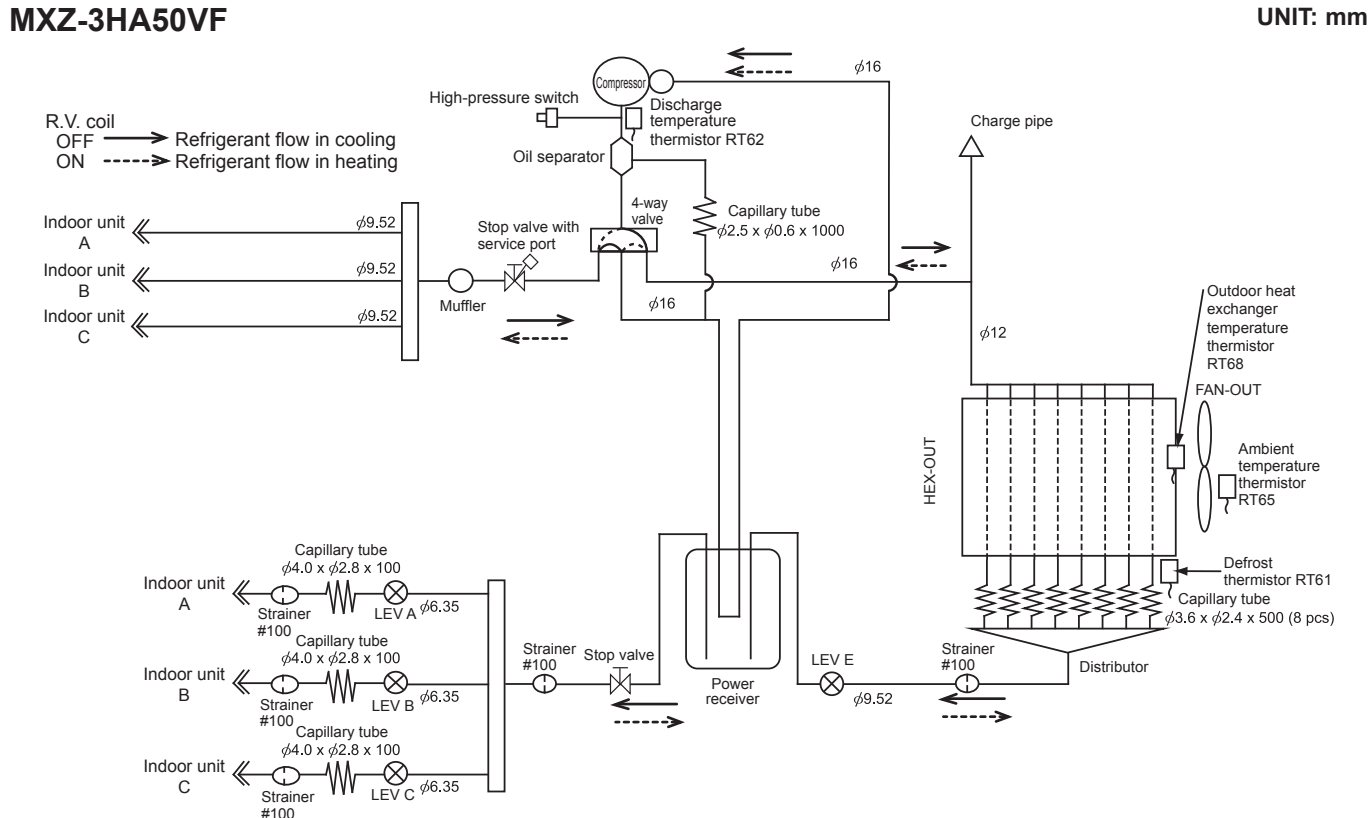 MXZ-3HA50VF
UNIT: mm
R.V. coil
OFF Refrigerant flow in cooling
ON Refrigerant flow in heating
High-pressure switch
Compressor
Discharge
temperature
thermistor RT62
ϕ16
Charge pipe
Oil separator
4-way
valve
Capillary tube
ϕ2.5 x ϕ0.6 x 1000
Stop valve with
service port
Indoor unit
A
ϕ9.52
Indoor unit
B
ϕ9.52
Indoor unit
C
ϕ9.52
Muffler
ϕ16
ϕ16
ϕ12
Outdoor heat
exchanger
temperature
thermistor
RT68
FAN-OUT
HEX-OUT
Ambient
temperature
thermistor
RT65
Defrost
thermistor RT61
Capillary tube
ϕ3.6 x ϕ2.4 x 500 (8 pcs)
Distributor
Strainer
#100
ϕ9.52
LEV E
Power
receiver
Stop valve
Strainer
#100
Capillary tube
ϕ4.0 x ϕ2.8 x 100
Indoor unit
A
Strainer
#100
LEV A
ϕ6.35
Capillary tube
ϕ4.0 x ϕ2.8 x 100
Indoor unit
B
Strainer
#100
LEV B
ϕ6.35
Capillary tube
ϕ4.0 x ϕ2.8 x 100
Indoor unit
C
Strainer
#100
LEV C
ϕ6.35